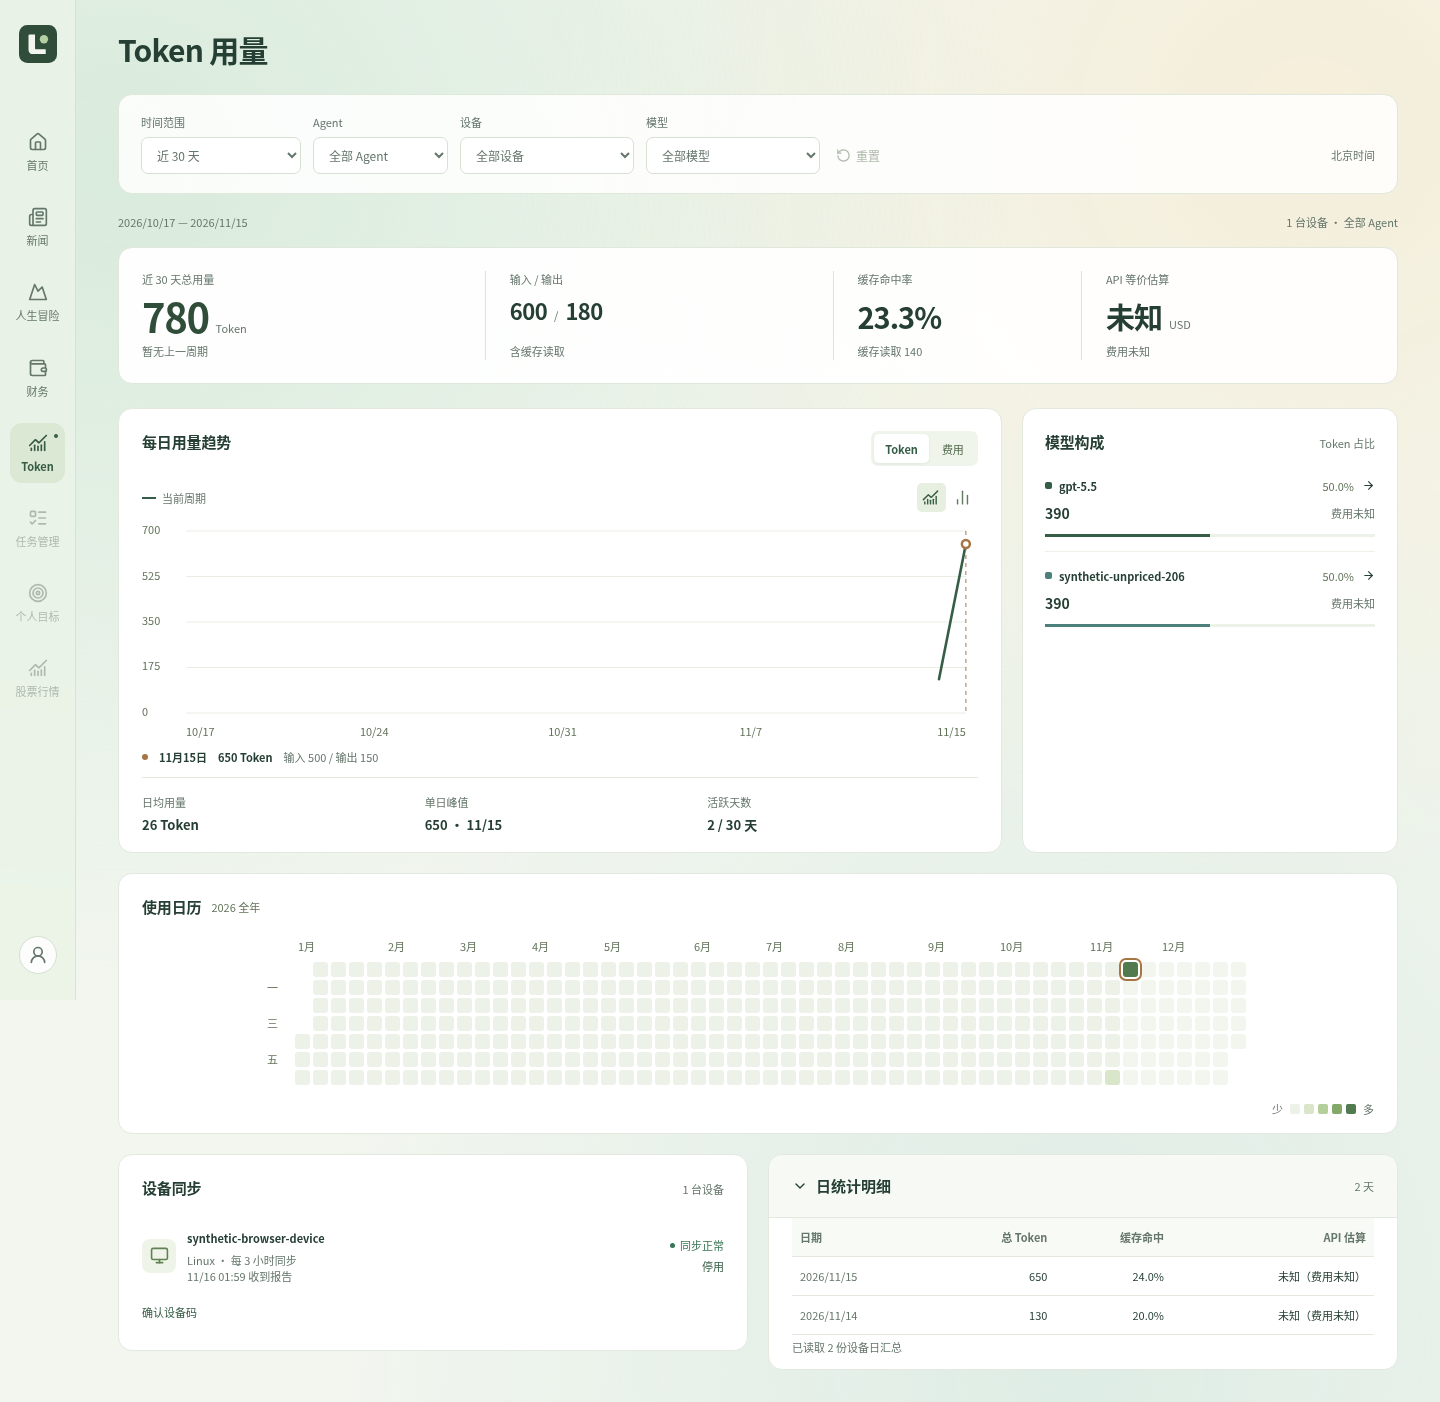 Token 用量
首页
新闻
人生冒险
财务
Token
任务管理
个人目标
股票行情
时间范围
Agent
设备
模型
近 30 天
全部 Agent
全部设备
全部模型
重置
北京时间
2026/10/17 — 2026/11/15
1 台设备 · 全部 Agent
近 30 天总用量
780 Token
暂无上一周期
输入 / 输出
600 / 180
含缓存读取
缓存命中率
23.3%
缓存读取 140
API 等价估算
未知 USD
费用未知
每日用量趋势
Token 费用
当前周期
700
525
350
175
0
10/17 10/24 10/31 11/7 11/15
11月15日 650 Token 输入 500 / 输出 150
日均用量
26 Token
单日峰值
650 · 11/15
活跃天数
2 / 30 天
模型构成
Token 占比
gpt-5.5 50.0%
390 费用未知
synthetic-unpriced-206 50.0%
390 费用未知
使用日历 2026 全年
1月 2月 3月 4月 5月 6月 7月 8月 9月 10月 11月 12月
一
三
五
少 多
设备同步
1 台设备
synthetic-browser-device
Linux · 每 3 小时同步
11/16 01:59 收到报告
同步正常
停用
确认设备码
日统计明细
2 天
日期 总 Token 缓存命中 API 估算
2026/11/15 650 24.0% 未知（费用未知）
2026/11/14 130 20.0% 未知（费用未知）
已读取 2 份设备日汇总